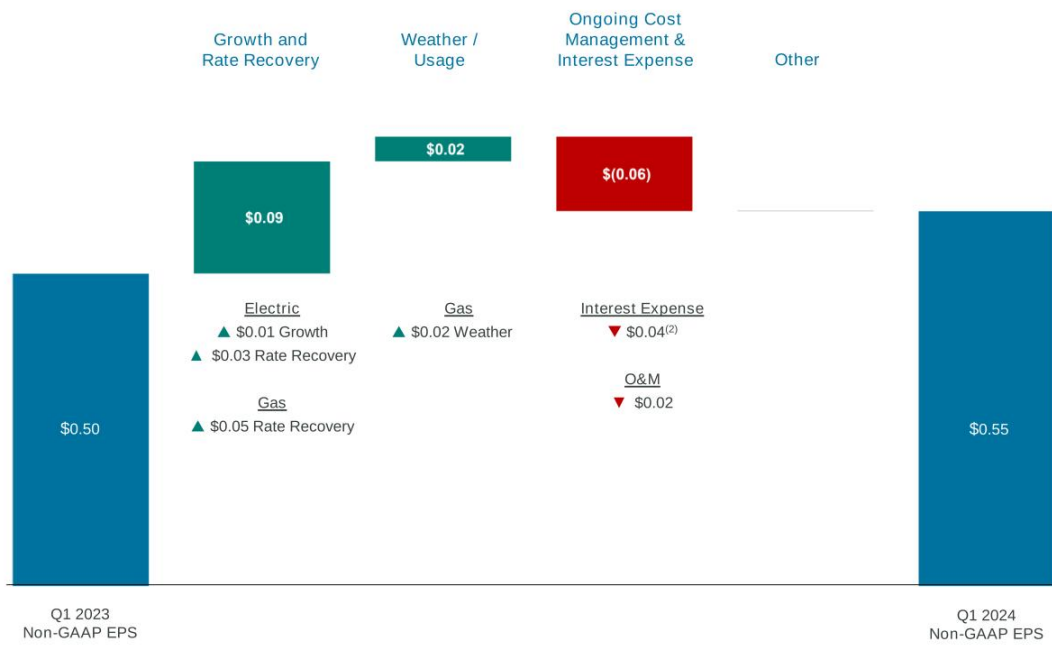 Growth and
Rate Recovery
Weather /
Usage
Ongoing Cost
Management &
Interest Expense
Other
$0.50
$0.09
Electric
▲ $0.01 Growth
▲ $0.03 Rate Recovery
Gas
▲ $0.05 Rate Recovery
$0.02
Gas
▲ $0.02 Weather
$(0.06)
Interest Expense
▼ $0.04(2)
O&M
▼ $0.02
$0.55
Q1 2023
Non-GAAP EPS
Q1 2024
Non-GAAP EPS